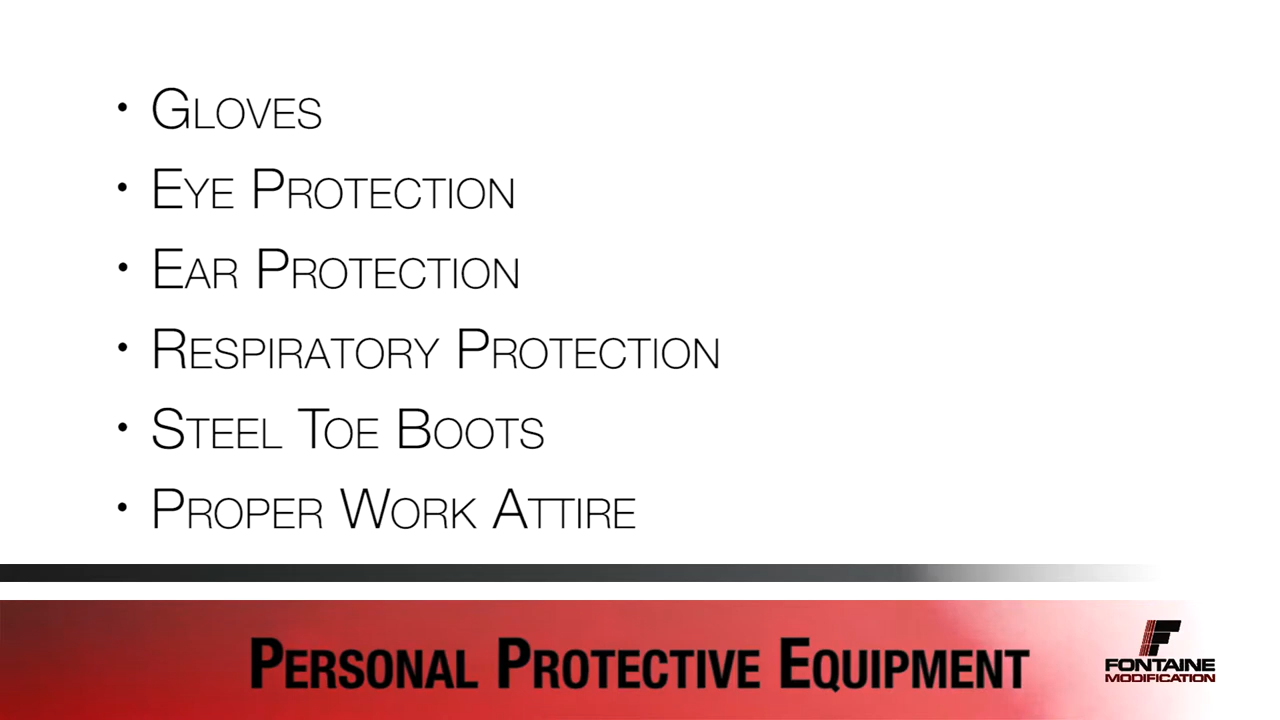 • Gloves
• Eye Protection
• Ear Protection
• Respiratory Protection
• Steel Toe Boots
• Proper Work Attire
Personal Protective Equipment
FONTAINE
MODIFICATION